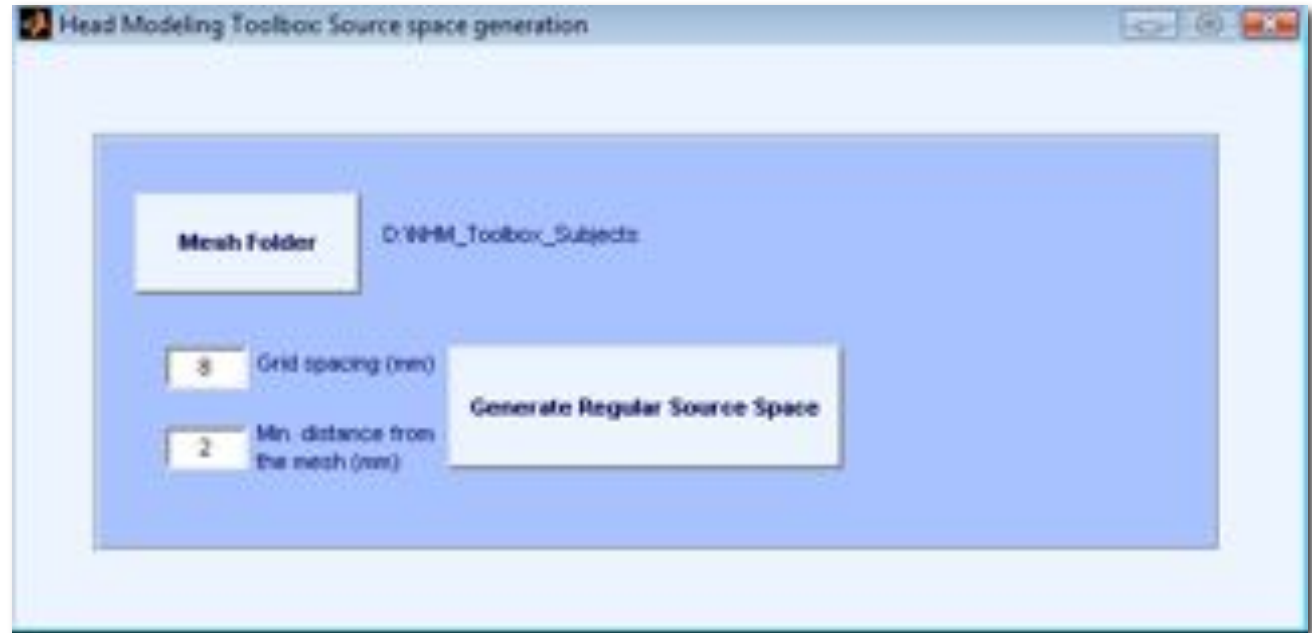 Head Modeling Toolbox: Source space generation
Mesh Folder
D:\NHM_Toolbox_Subjects
8
Grid spacing (mm)
Generate Regular Source Space
2
Min. distance from
the mesh (mm)